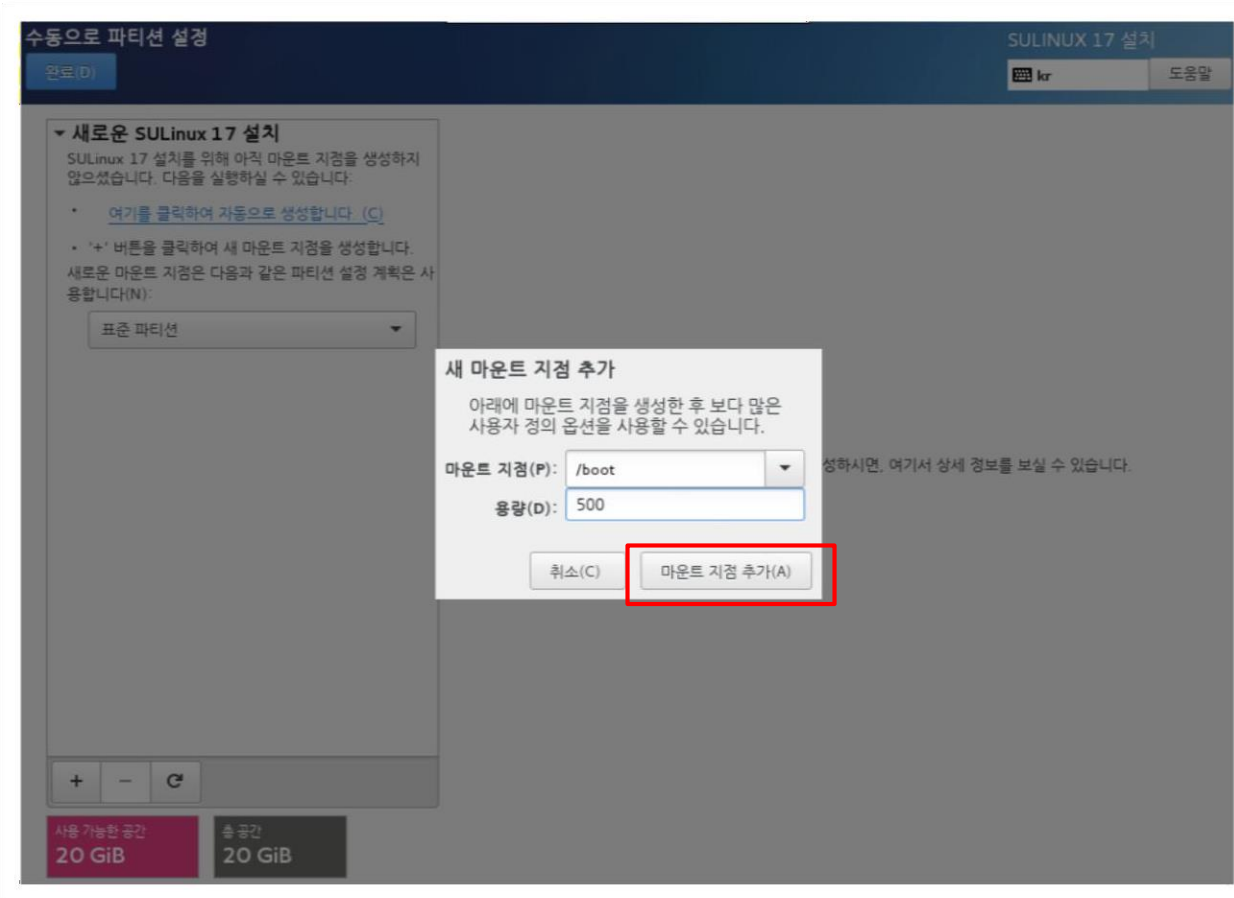 수동으로 파티션 설정
SULINUX 17 설치
완료(D)
kr
도움말
새로운 SULinux 17 설치
SULinux 17 설치를 위해 아직 마운트 지점을 생성하지
않으셨습니다. 다음을 실행하실 수 있습니다:
• 여기를 클릭하여 자동으로 생성합니다. (C)
• '+' 버튼을 클릭하여 새 마운트 지점을 생성합니다.
새로운 마운트 지점은 다음과 같은 파티션 설정 계획은 사
용합니다(N):
표준 파티션
새 마운트 지점 추가
아래에 마운트 지점을 생성한 후 보다 많은
사용자 정의 옵션을 사용할 수 있습니다.
마운트 지점(P): /boot
성하시면, 여기서 상세 정보를 보실 수 있습니다.
용량(D): 500
취소(C)
마운트 지점 추가(A)
+ −
사용 가능한 공간
20 GiB
총 공간
20 GiB